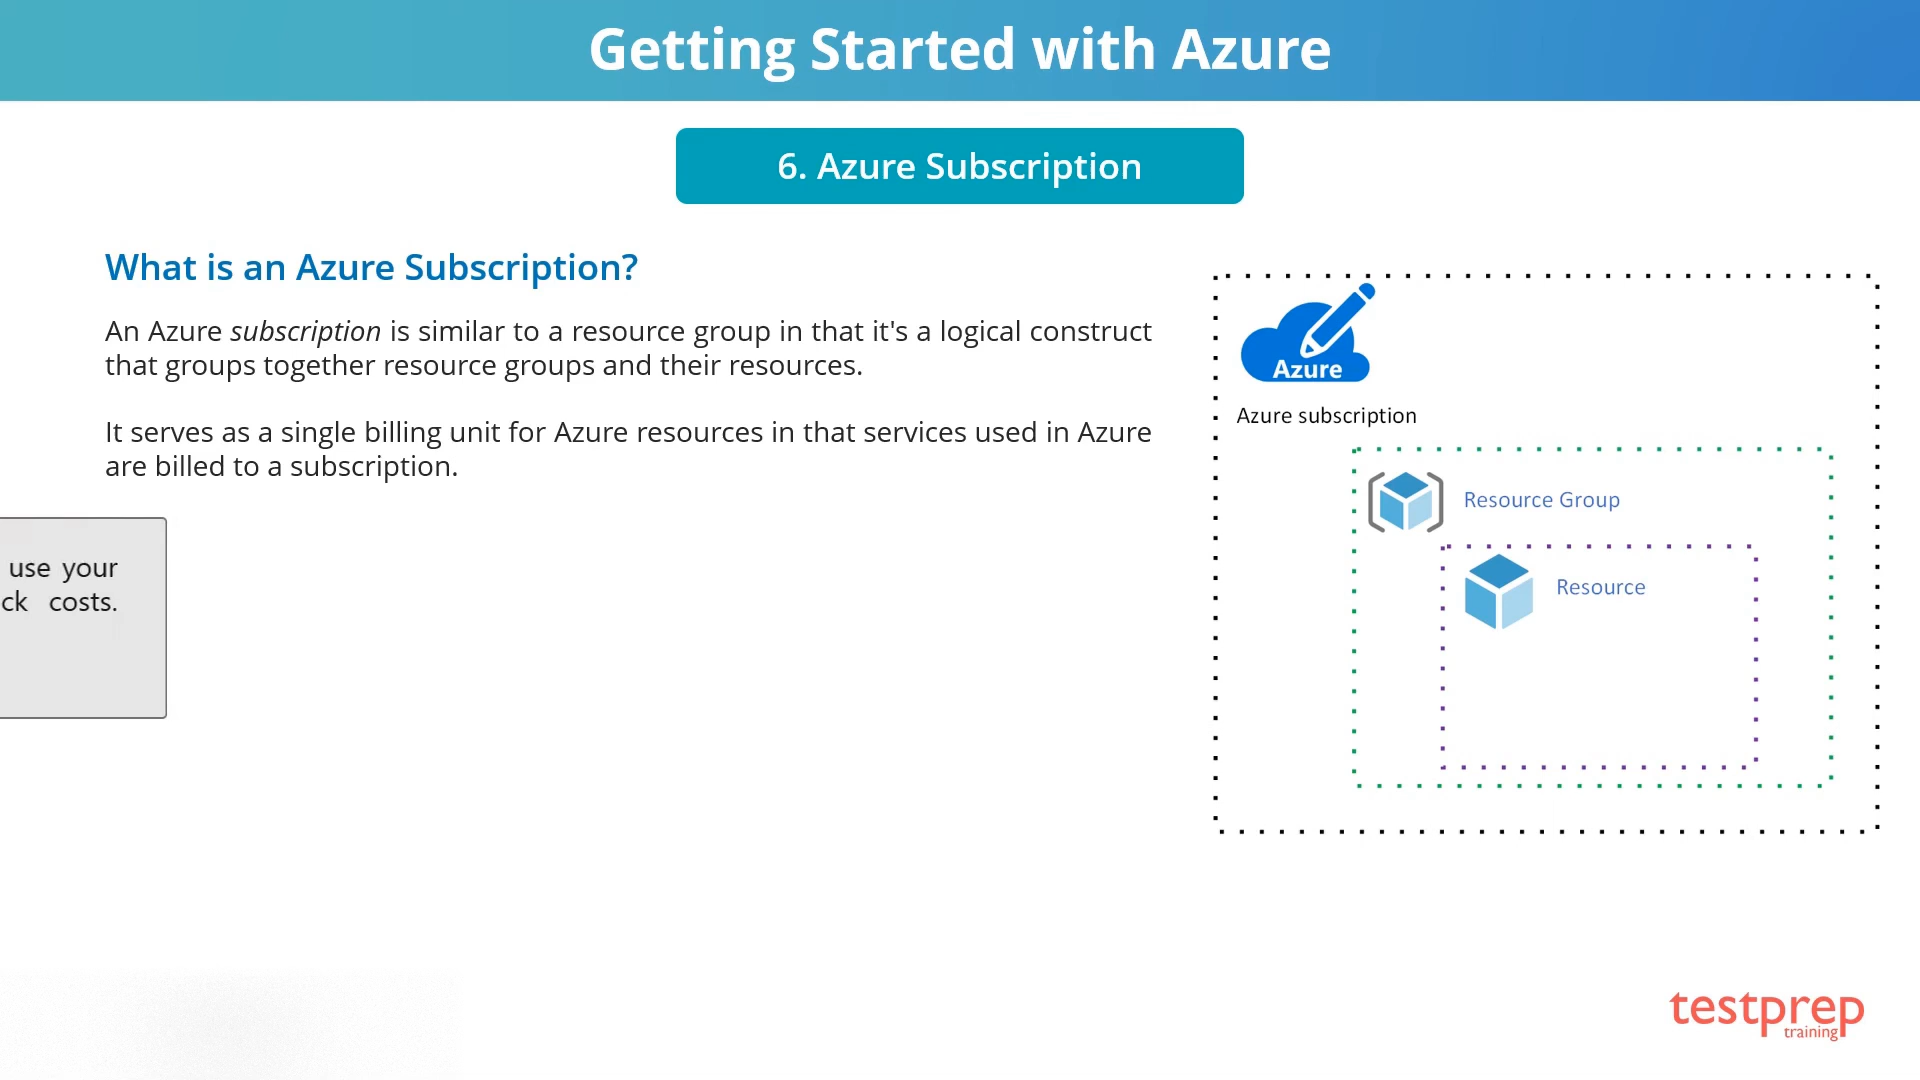 Getting Started with Azure
6. Azure Subscription
What is an Azure Subscription?
An Azure subscription is similar to a resource group in that it's a logical construct
that groups together resource groups and their resources.
It serves as a single billing unit for Azure resources in that services used in Azure
are billed to a subscription.
use your
ck costs.
Azure
Azure subscription
Resource Group
Resource
testprep
training